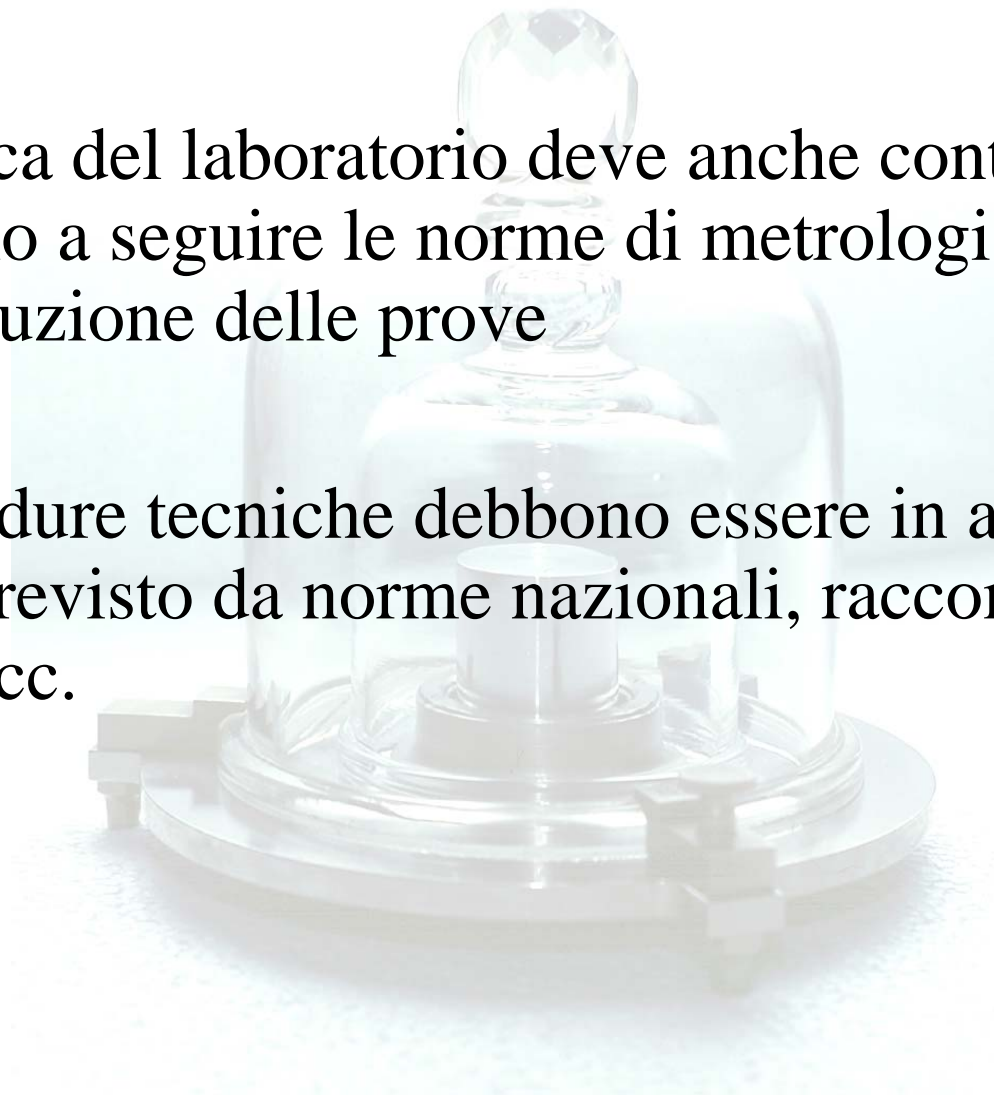 ca del laboratorio deve anche cont
o a seguire le norme di metrologi
uzione delle prove
dure tecniche debbono essere in a
revisto da norme nazionali, raccor
cc.